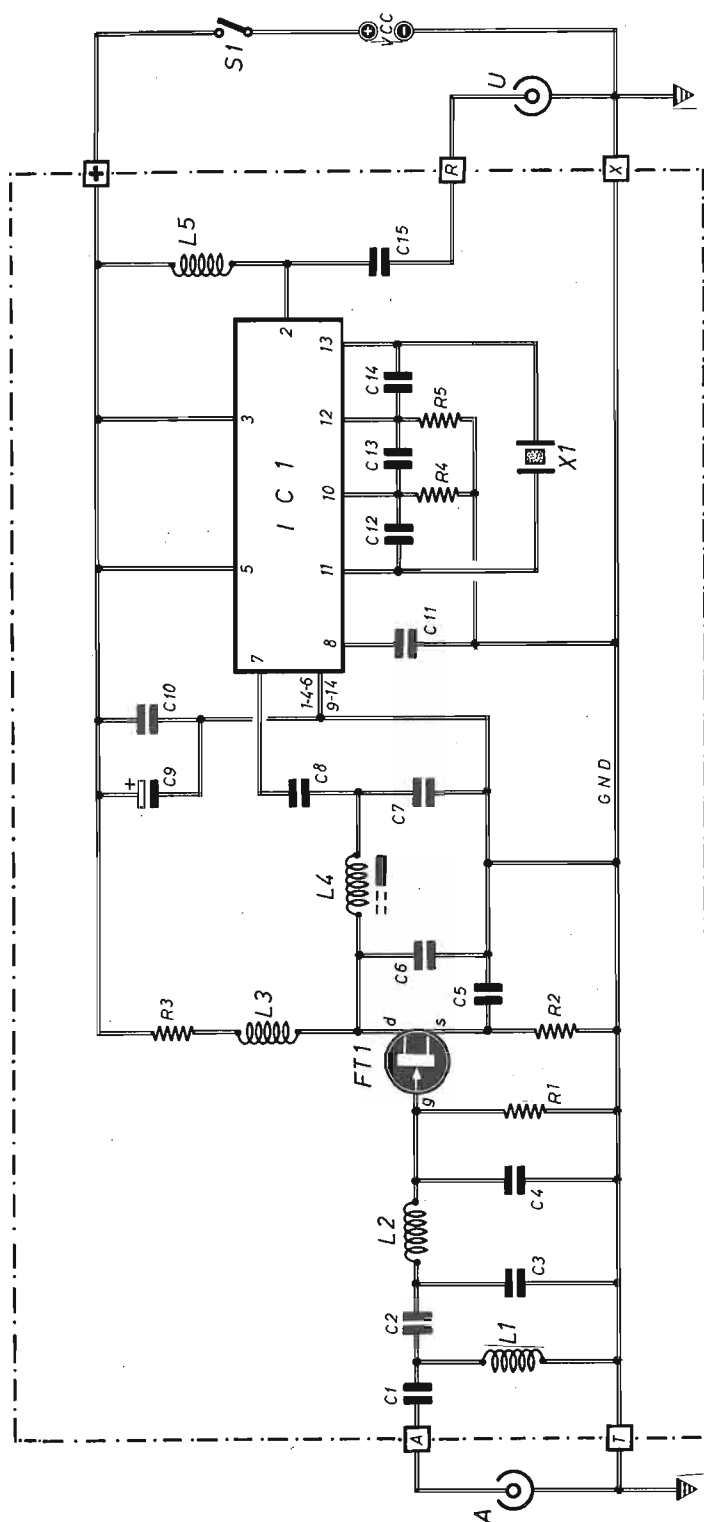 S1
+
VCC
−
U
+
R
X
L5
C15
2
3
5
7
I C 1
13
12
10
11
8
1-4-6
9-14
C14
C13
C12
R5
R4
X1
C11
C10
+
C9
C8
C7
L4
C6
C5
GND
R3
L3
FT1
d
s
g
R2
R1
C4
L2
C3
C2
L1
C1
A
T
A